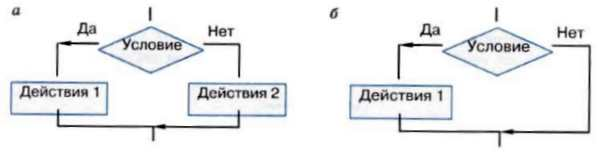 а
Да
Условие
Нет
Действия 1
Действия 2
б
Да
Условие
Нет
Действия 1